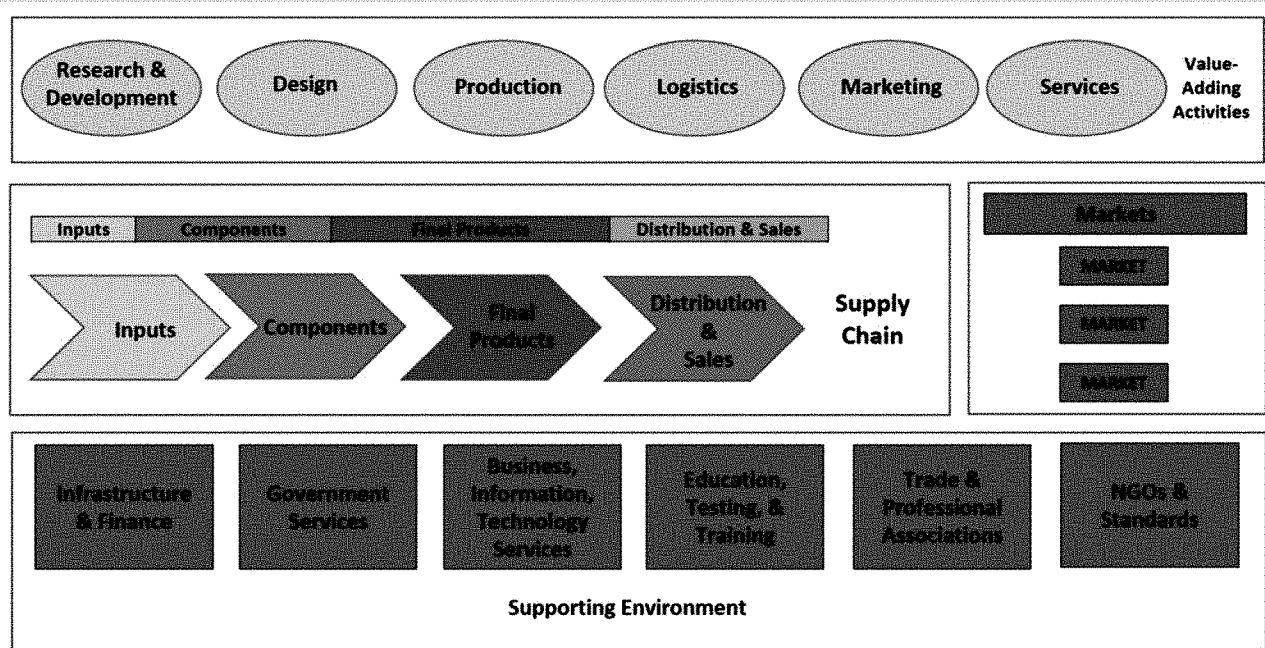 Research &
Development
Design
Production
Logistics
Marketing
Services
Value-
Adding
Activities
Inputs
Components
Final Products
Distribution & Sales
Inputs
Components
Final
Products
Distribution
&
Sales
Supply
Chain
Markets
MARKET
MARKET
MARKET
Infrastructure
& Finance
Government
Services
Business,
Information,
Technology
Services
Education,
Testing, &
Training
Trade &
Professional
Associations
NGOs &
Standards
Supporting Environment